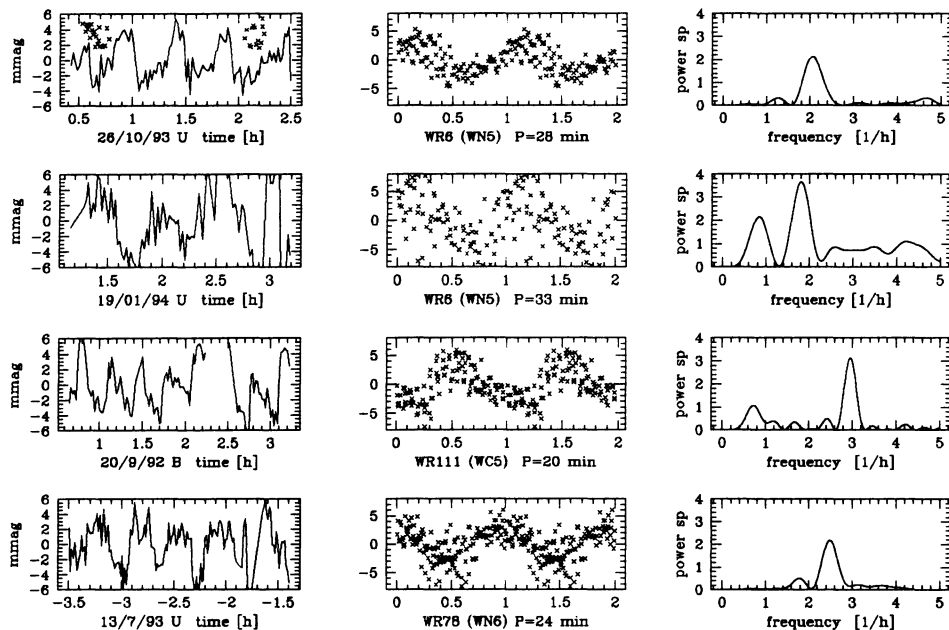 mmag
6
4
2
0
−2
−4
−6
0.5 1 1.5 2 2.5
26/10/93 U time [h]
5
0
−5
0 0.5 1 1.5 2
WR6 (WN5) P=28 min
power sp
4
3
2
1
0
0 1 2 3 4 5
frequency [1/h]
mmag
6
4
2
0
−2
−4
−6
1.5 2 2.5 3
19/01/94 U time [h]
5
0
−5
0 0.5 1 1.5 2
WR6 (WN5) P=33 min
power sp
4
3
2
1
0
0 1 2 3 4 5
frequency [1/h]
mmag
6
4
2
0
−2
−4
−6
1 1.5 2 2.5 3
20/9/92 B time [h]
5
0
−5
0 0.5 1 1.5 2
WR111 (WC5) P=20 min
power sp
4
3
2
1
0
0 1 2 3 4 5
frequency [1/h]
mmag
6
4
2
0
−2
−4
−6
−3.5 −3 −2.5 −2 −1.5
13/7/93 U time [h]
5
0
−5
0 0.5 1 1.5 2
WR78 (WN6) P=24 min
power sp
4
3
2
1
0
0 1 2 3 4 5
frequency [1/h]